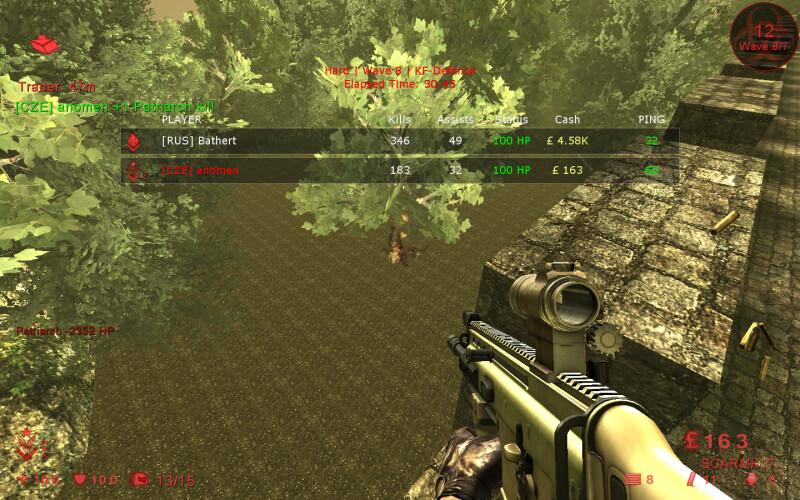 12
Wave 8/7
Hard | Wave 8 | KF-Defence
Elapsed Time: 30:45
Trader: 47m
[CZE] anomen +1 Patriarch kill
PLAYER Kills Assists Status Cash PING
[RUS] Bathert 346 49 100 HP £ 4.58K 32
[CZE] anomen 183 32 100 HP £ 163
Patriarch -2352 HP
£ 163
SCARMK17
100 100 13/15 8 11